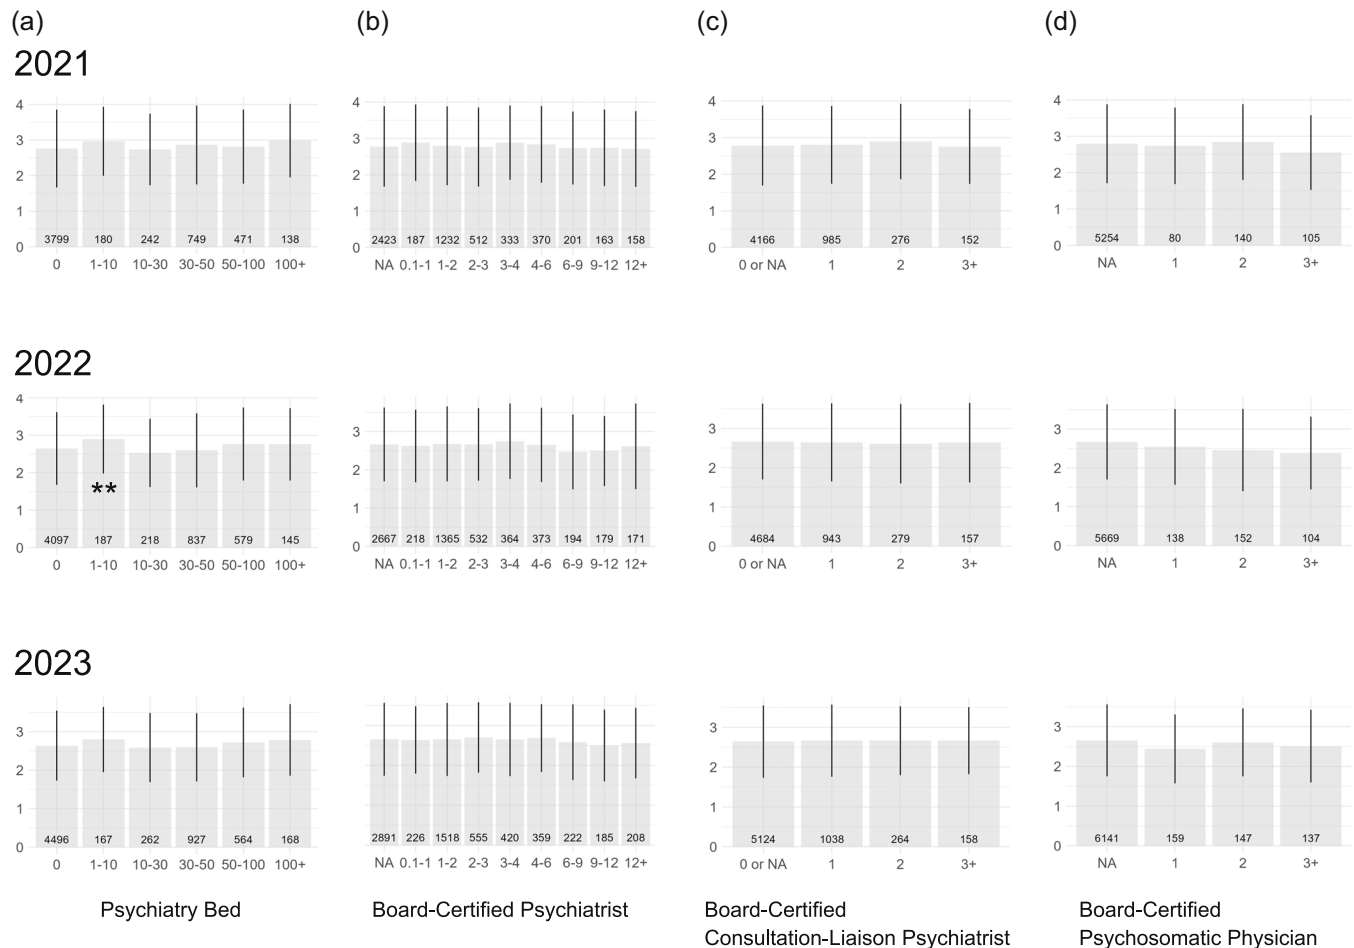 (a) (b) (c) (d)
2021
4 4 4 4
3 3 3 3
2 2 2 2
1 1 1 1
3799 180 242 749 471 138 2423 187 1232 512 333 370 201 163 158 4166 985 276 152 5254 80 140 105
0 0 0 0
0 1-10 10-30 30-50 50-100 100+ NA 0.1-1 1-2 2-3 3-4 4-6 6-9 9-12 12+ 0 or NA 1 2 3+ NA 1 2 3+
2022
4
3 3 3 3
2 2 2 2
**
1 1 1 1
4097 187 218 837 579 145 2667 218 1365 532 364 373 194 179 171 4684 943 279 157 5669 138 152 104
0 0 0 0
0 1-10 10-30 30-50 50-100 100+ NA 0.1-1 1-2 2-3 3-4 4-6 6-9 9-12 12+ 0 or NA 1 2 3+ NA 1 2 3+
2023
3 3 3 3
2 2 2 2
1 1 1 1
4496 167 262 927 564 168 2891 226 1518 555 420 359 222 185 208 5124 1038 264 158 6141 159 147 137
0 0 0 0
0 1-10 10-30 30-50 50-100 100+ NA 0.1-1 1-2 2-3 3-4 4-6 6-9 9-12 12+ 0 or NA 1 2 3+ NA 1 2 3+
Psychiatry Bed Board-Certified Psychiatrist Board-Certified Board-Certified
Consultation-Liaison Psychiatrist Psychosomatic Physician